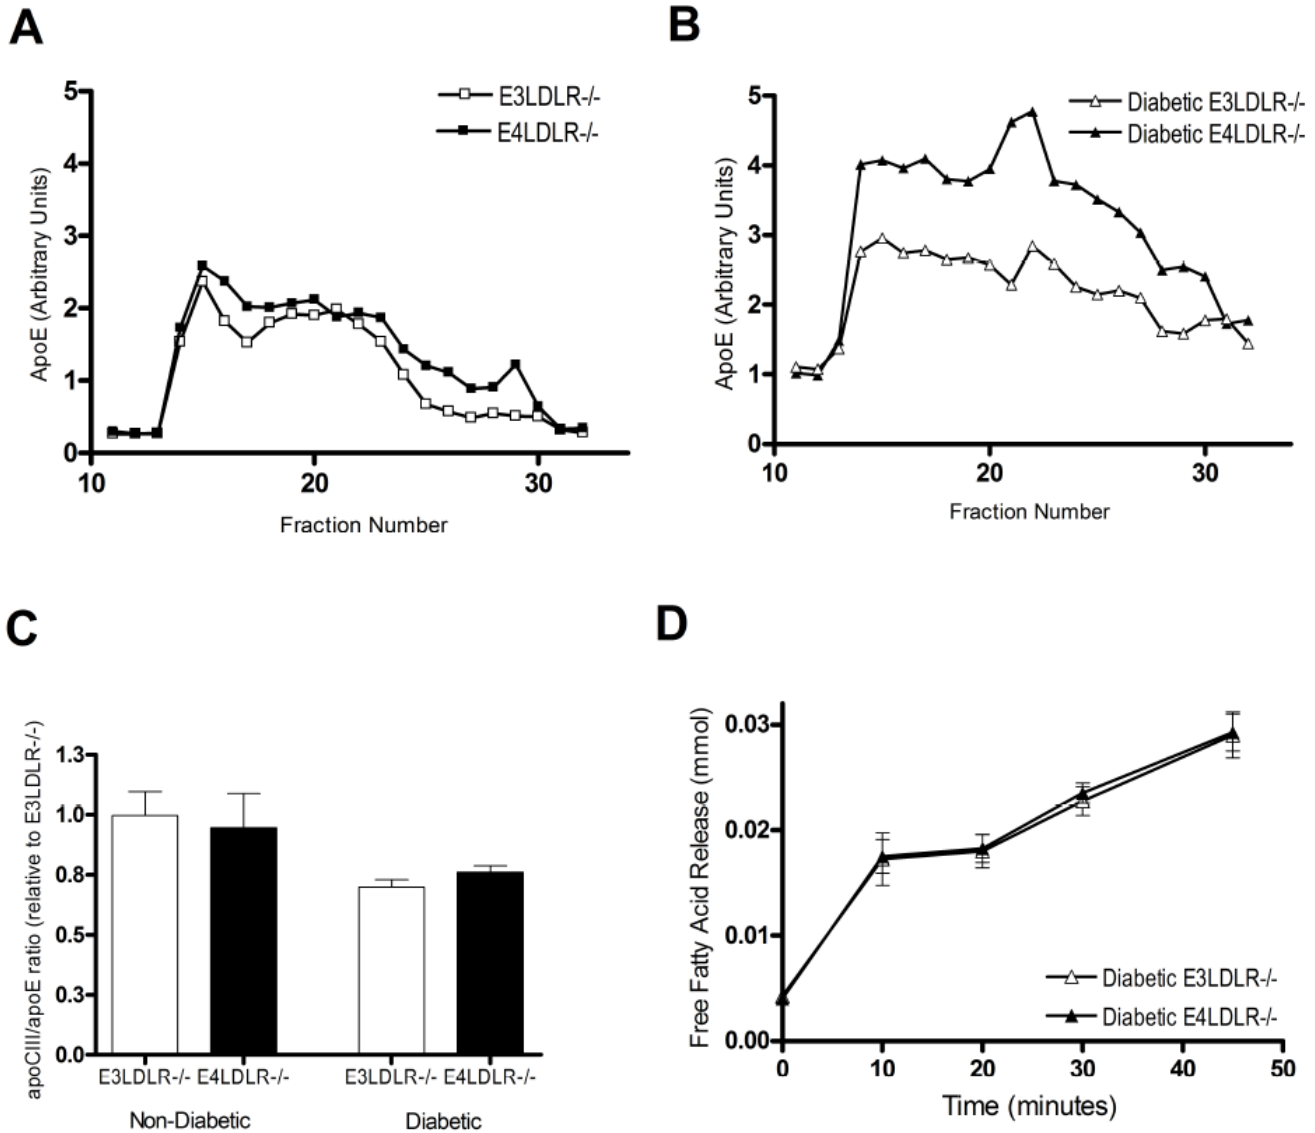 A
5
4
3
2
1
0
ApoE (Arbitrary Units)
E3LDLR-/-
E4LDLR-/-
10
20
30
Fraction Number
B
5
4
3
2
1
0
ApoE (Arbitrary Units)
Diabetic E3LDLR-/-
Diabetic E4LDLR-/-
10
20
30
Fraction Number
C
apoCIII/apoE ratio (relative to E3LDLR-/-)
1.3
1.0
0.8
0.5
0.3
0.0
E3LDLR-/- E4LDLR-/- E3LDLR-/- E4LDLR-/-
Non-Diabetic Diabetic
D
Free Fatty Acid Release (mmol)
0.03
0.02
0.01
0.00
Diabetic E3LDLR-/-
Diabetic E4LDLR-/-
0 10 20 30 40 50
Time (minutes)